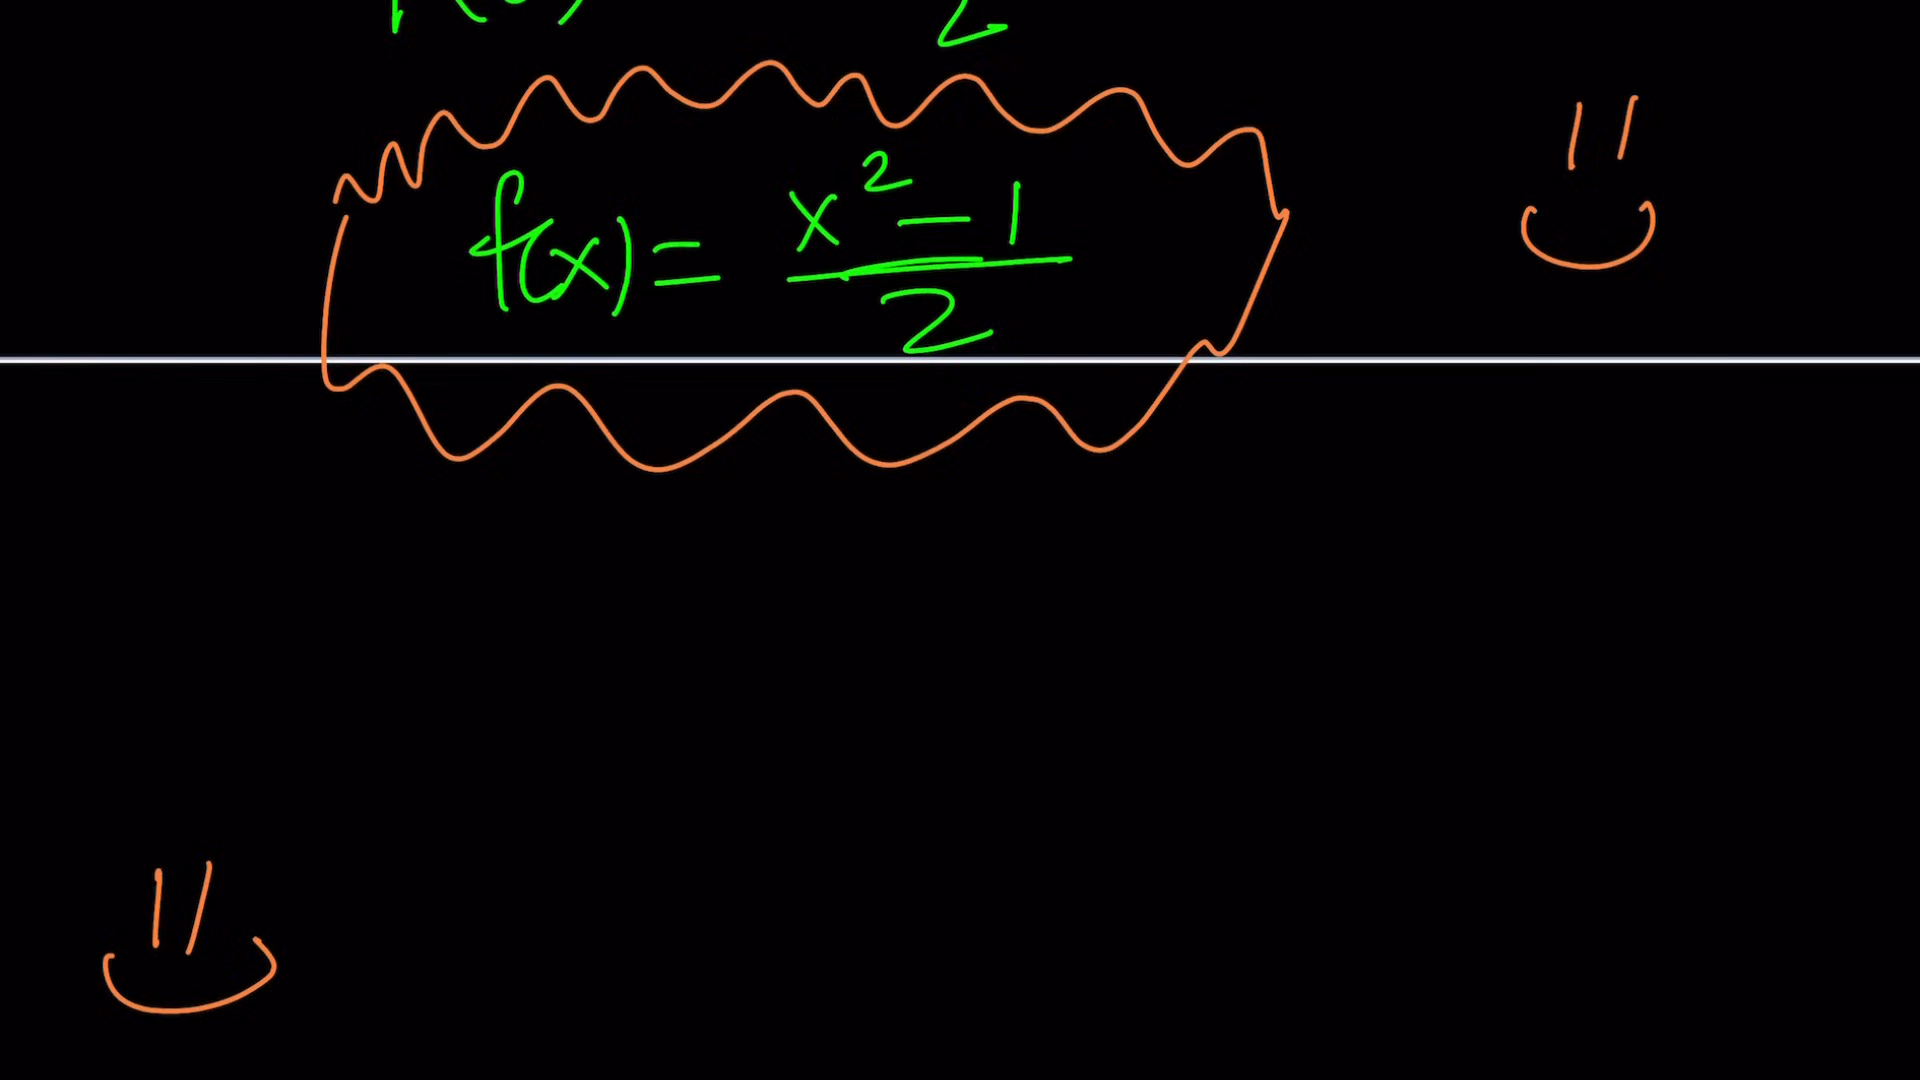 f(x) = (x² - 1)/2